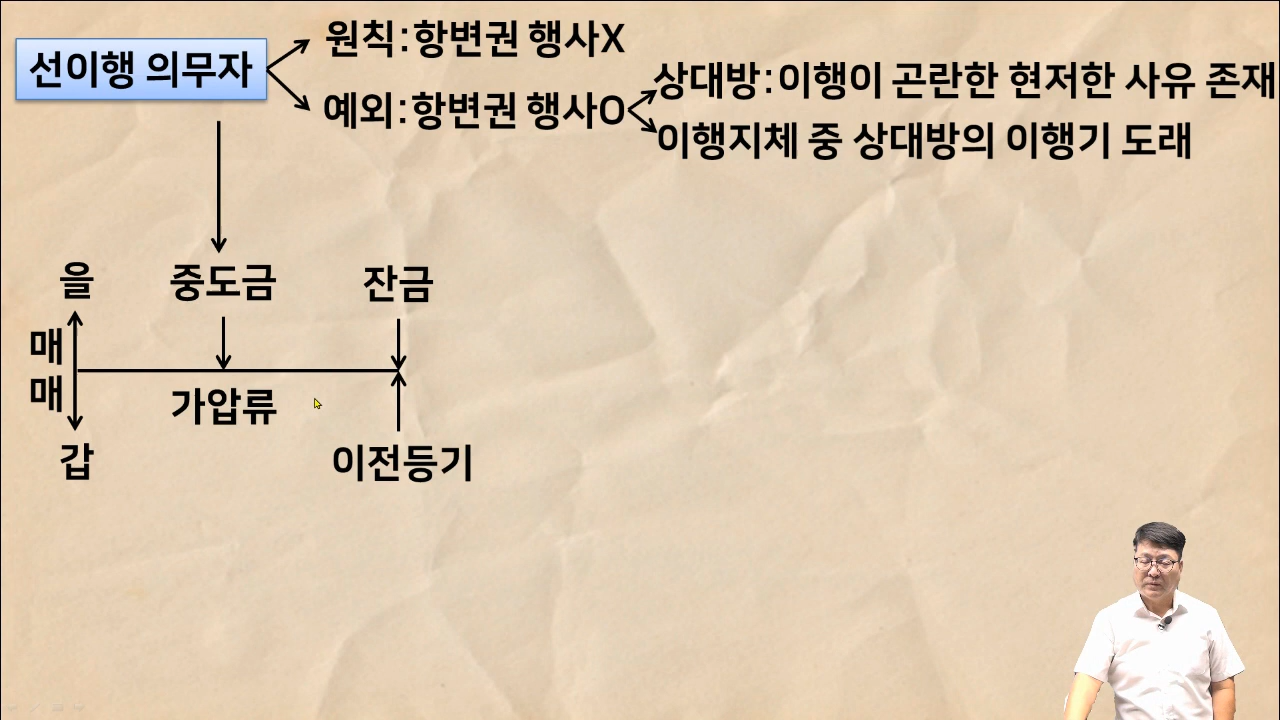 선이행 의무자
원칙:항변권 행사X
예외:항변권 행사O
상대방:이행이 곤란한 현저한 사유 존재
이행지체 중 상대방의 이행기 도래
을
중도금
잔금
매
매
가압류
갑
이전등기